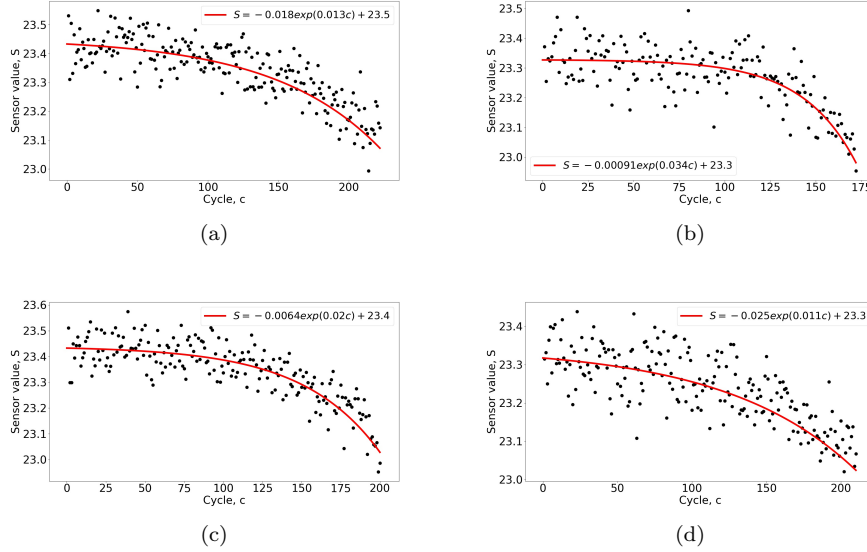 23.5
23.4
23.3
23.2
23.1
23.0
Sensor value, S
0 50 100 150 200
Cycle, c
S = −0.018exp(0.013c) + 23.5
(a)
23.5
23.4
23.3
23.2
23.1
23.0
Sensor value, S
0 25 50 75 100 125 150 175
Cycle, c
S = −0.00091exp(0.034c) + 23.3
(b)
23.6
23.5
23.4
23.3
23.2
23.1
23.0
Sensor value, S
0 25 50 75 100 125 150 175 200
Cycle, c
S = −0.0064exp(0.02c) + 23.4
(c)
23.4
23.3
23.2
23.1
23.0
Sensor value, S
0 50 100 150 200
Cycle, c
S = −0.025exp(0.011c) + 23.3
(d)